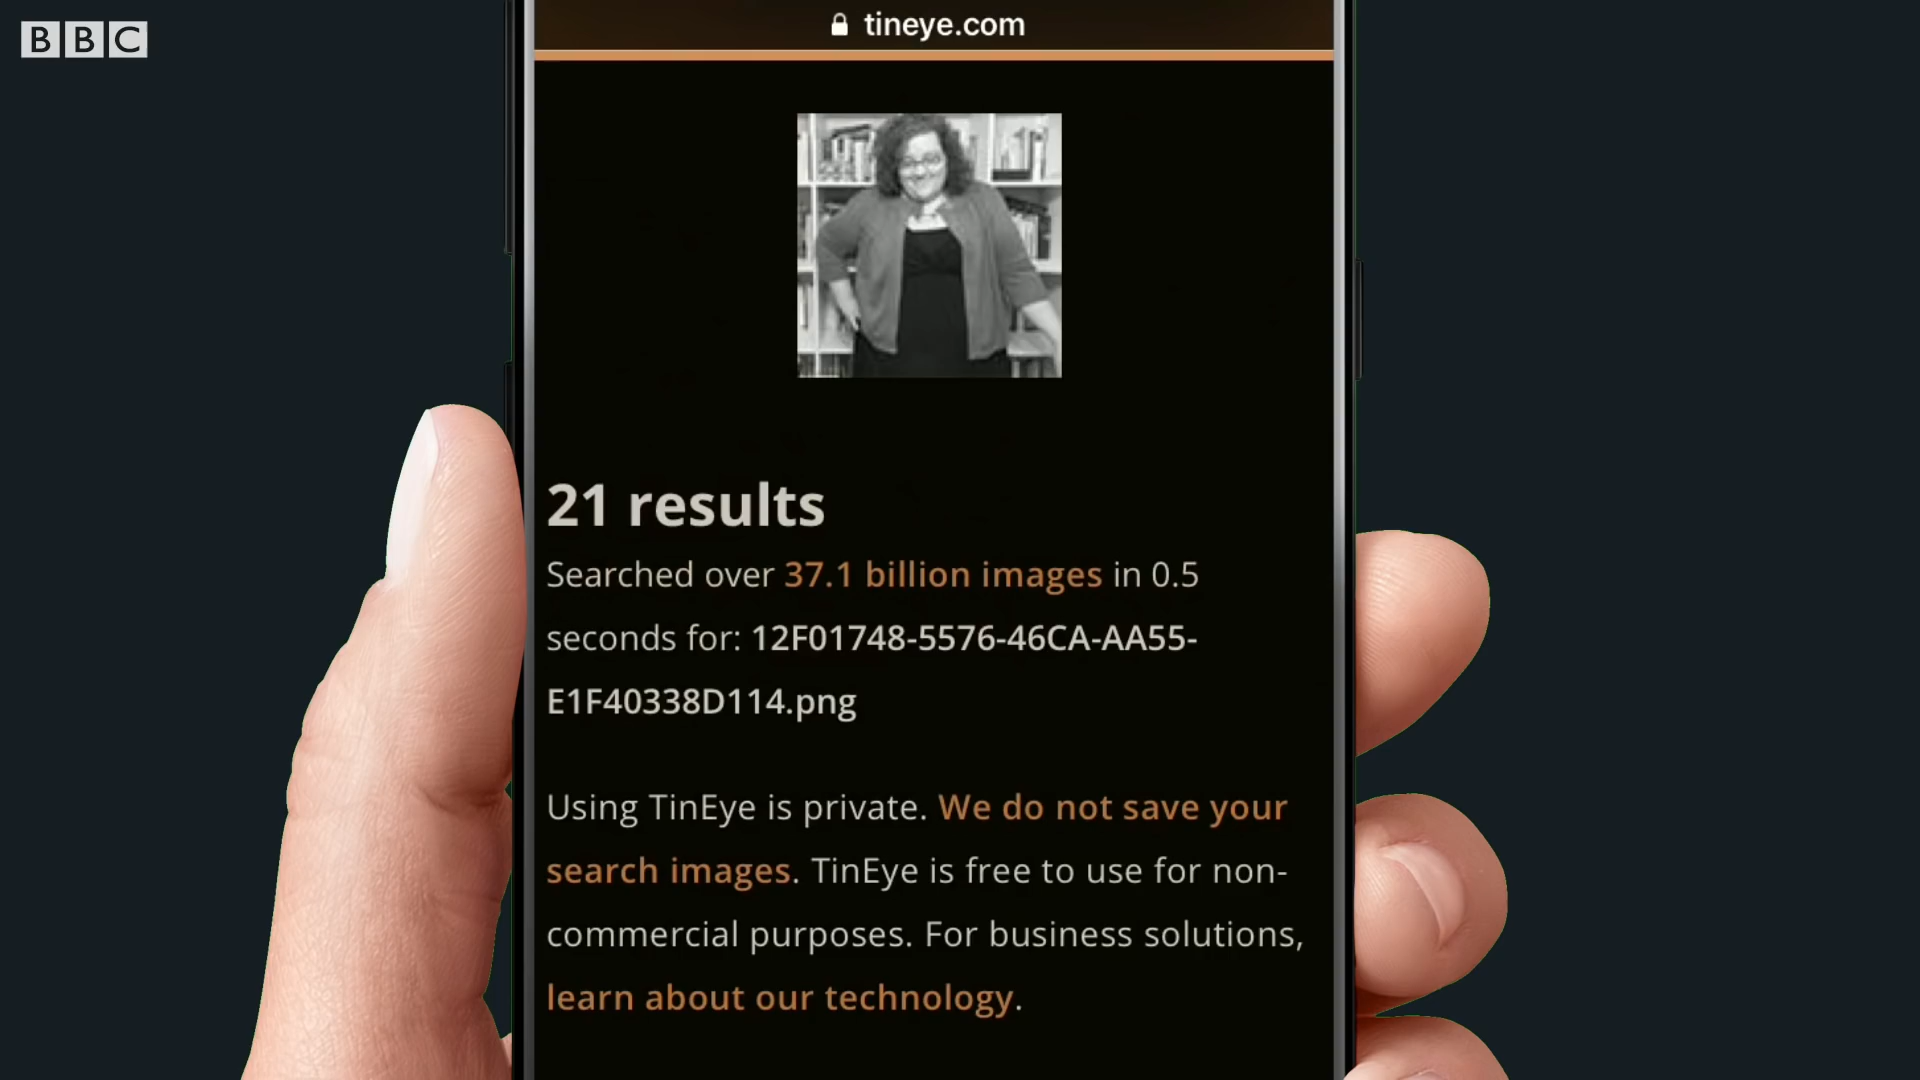 BBC
tineye.com
21 results
Searched over 37.1 billion images in 0.5
seconds for: 12F01748-5576-46CA-AA55-
E1F40338D114.png
Using TinEye is private. We do not save your
search images. TinEye is free to use for non-
commercial purposes. For business solutions,
learn about our technology.